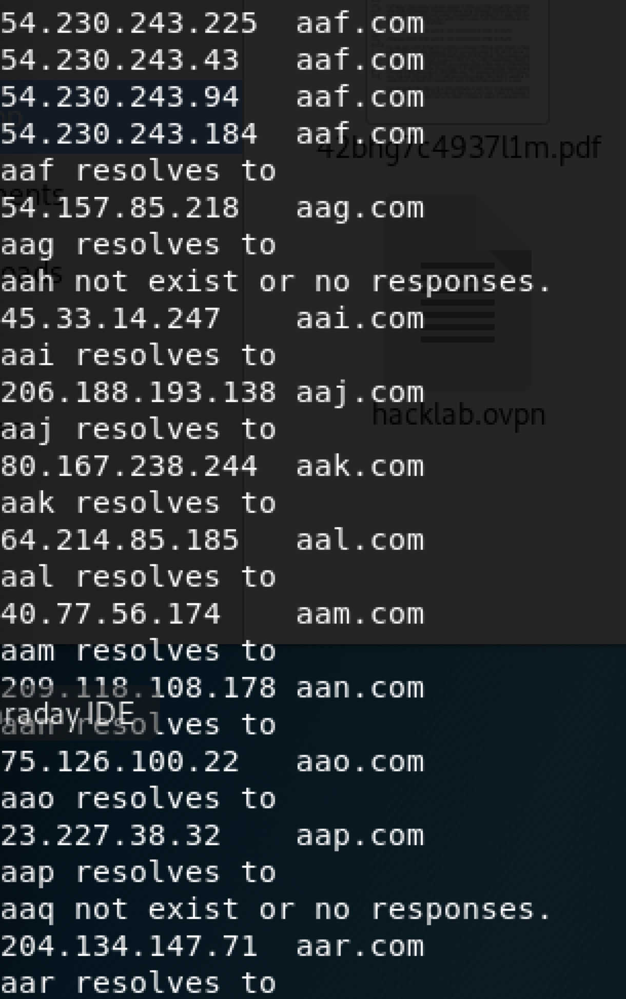 54.230.243.225  aaf.com
54.230.243.43   aaf.com
54.230.243.94   aaf.com
54.230.243.184  aaf.com
42bhg7c4937l1m.pdf
aaf resolves to
ents
54.157.85.218   aag.com
aag resolves to
oads
aah not exist or no responses.
45.33.14.247    aai.com
aai resolves to
206.188.193.138 aaj.com
hacklab.ovpn
aaj resolves to
80.167.238.244  aak.com
aak resolves to
64.214.85.185   aal.com
aal resolves to
40.77.56.174    aam.com
aam resolves to
209.118.108.178 aan.com
raday IDE
aan resolves to
75.126.100.22   aao.com
aao resolves to
23.227.38.32    aap.com
aap resolves to
aaq not exist or no responses.
204.134.147.71  aar.com
aar resolves to